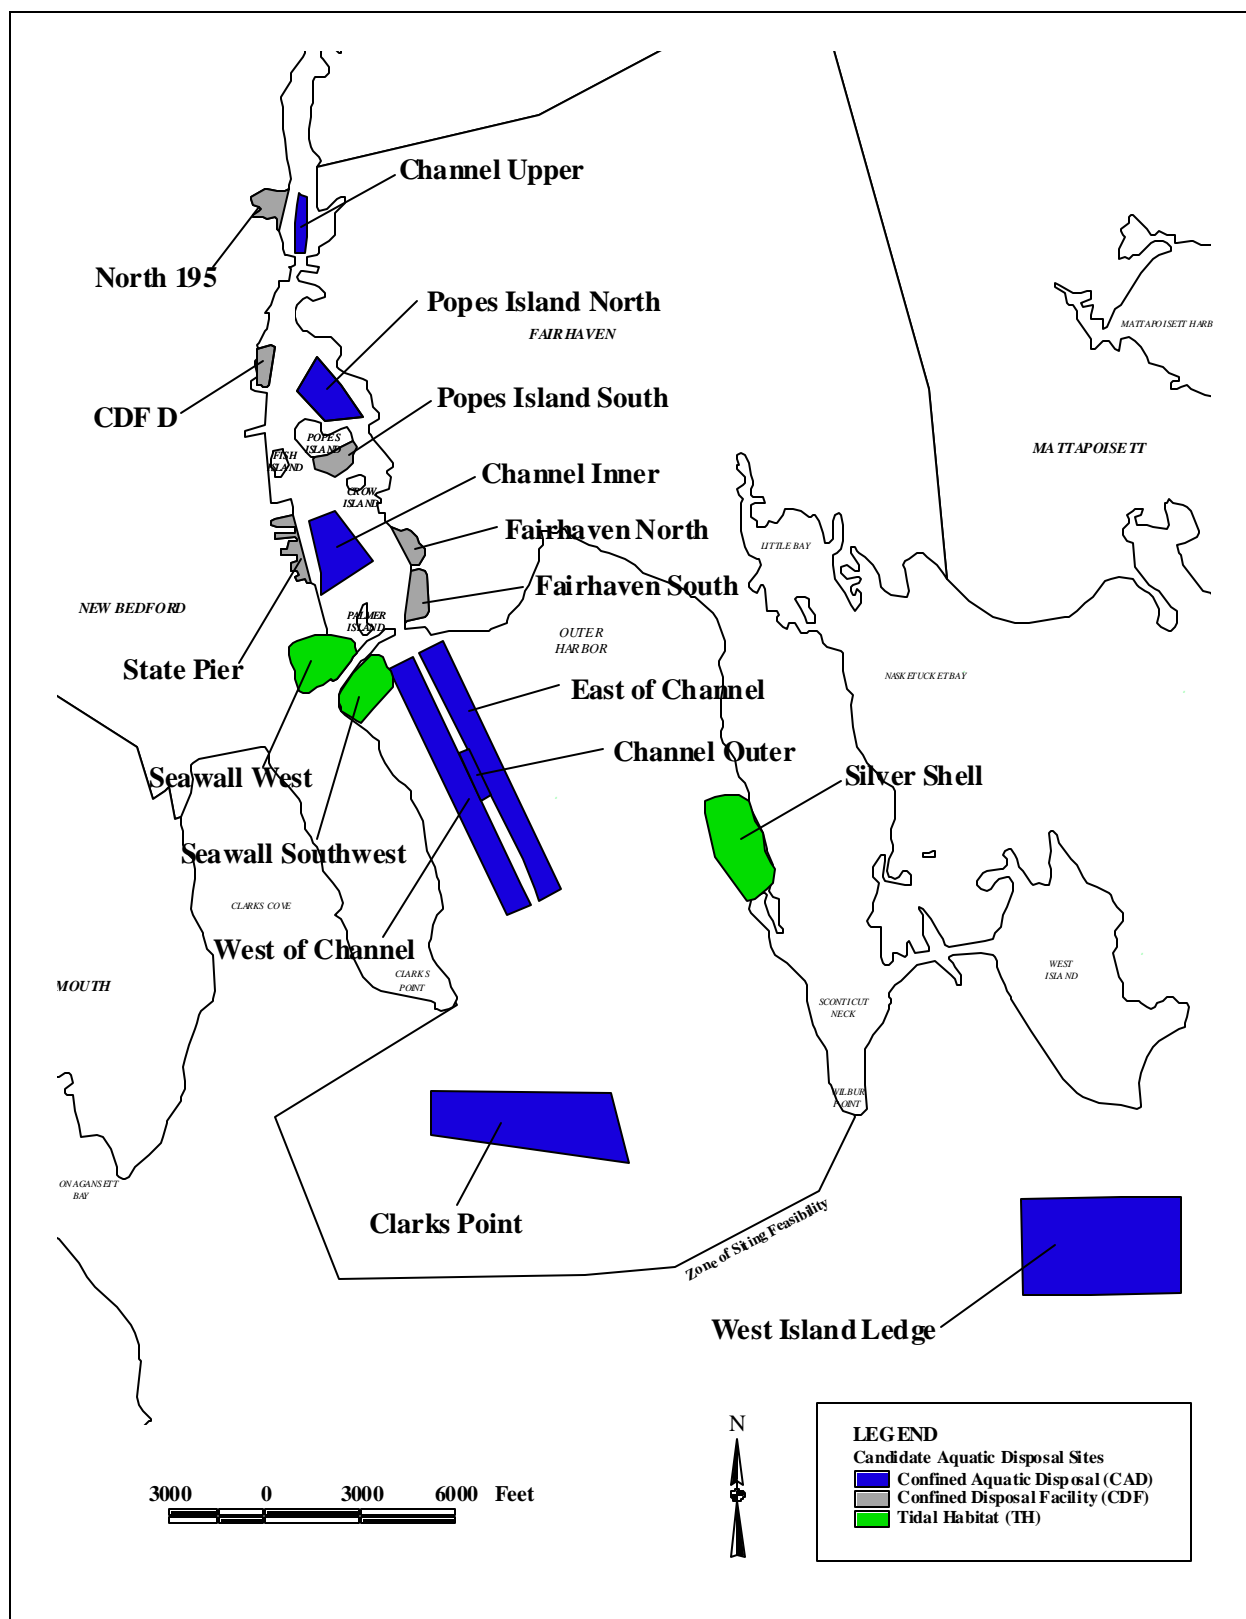 Channel Upper
North 195
Popes Island North
FAIRHAVEN
MATTAPOISETT HARB
Popes Island South
CDF D
POPES
ISLAND
MATTAPOISETT
FISH
ISLAND
Channel Inner
CROW
ISLAND
Fairhaven North
LITTLE BAY
Fairhaven South
NEW BEDFORD
PALMER
ISLAND
OUTER
HARBOR
State Pier
NASKETUCKET BAY
East of Channel
Channel Outer
Seawall West
Silver Shell
Seawall Southwest
CLARKS COVE
West of Channel
CLARKS
POINT
WEST
ISLAND
MOUTH
SCONTICUT
NECK
WILBUR
POINT
ONAGANSETT
BAY
Clarks Point
Zone of Siting Feasibility
West Island Ledge
N
LEGEND
Candidate Aquatic Disposal Sites
Confined Aquatic Disposal (CAD)
Confined Disposal Facility (CDF)
Tidal Habitat (TH)
3000 0 3000 6000 Feet